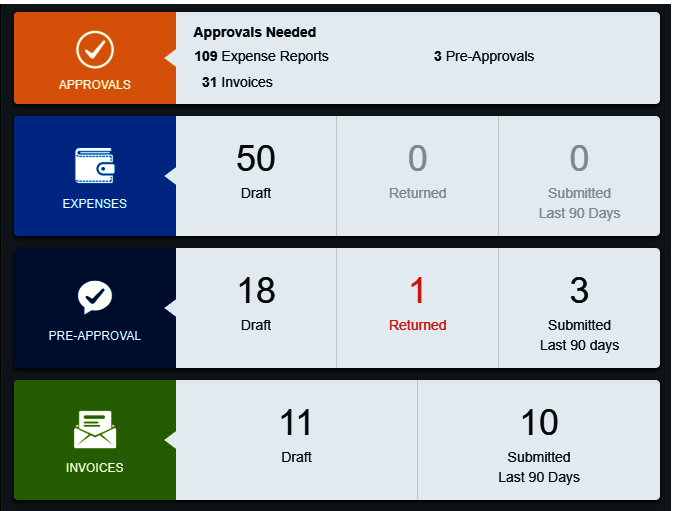 Approvals Needed
109 Expense Reports
3 Pre-Approvals
31 Invoices
APPROVALS
50
Draft
0
Returned
0
Submitted
Last 90 Days
EXPENSES
18
Draft
1
Returned
3
Submitted
Last 90 days
PRE-APPROVAL
11
Draft
10
Submitted
Last 90 Days
INVOICES